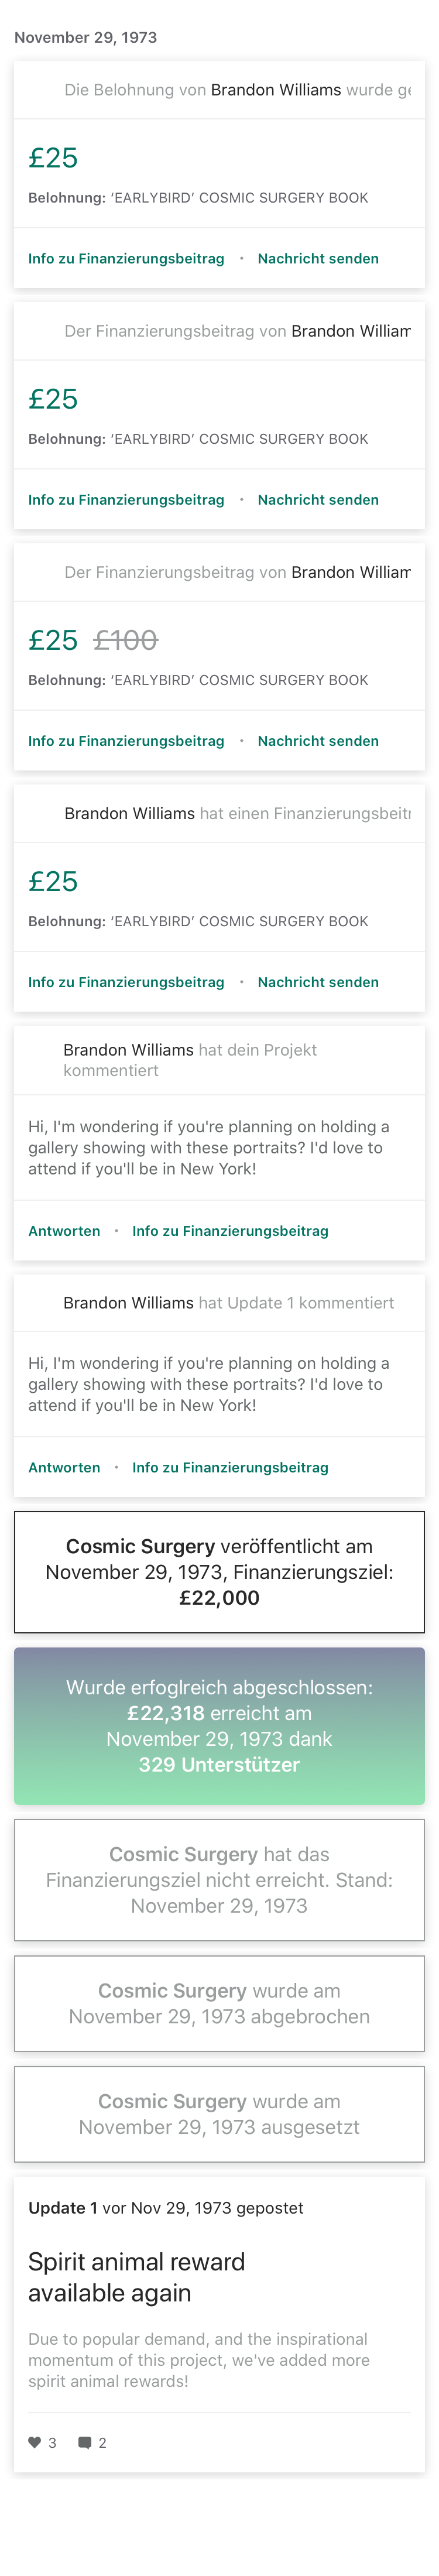 November 29, 1973
Die Belohnung von Brandon Williams wurde
£25
Belohnung: ‘EARLYBIRD’ COSMIC SURGERY BOOK
Info zu Finanzierungsbeitrag • Nachricht senden
Der Finanzierungsbeitrag von Brandon William
£25
Belohnung: ‘EARLYBIRD’ COSMIC SURGERY BOOK
Info zu Finanzierungsbeitrag • Nachricht senden
Der Finanzierungsbeitrag von Brandon William
£25 £100
Belohnung: ‘EARLYBIRD’ COSMIC SURGERY BOOK
Info zu Finanzierungsbeitrag • Nachricht senden
Brandon Williams hat einen Finanzierungsbeitr
£25
Belohnung: ‘EARLYBIRD’ COSMIC SURGERY BOOK
Info zu Finanzierungsbeitrag • Nachricht senden
Brandon Williams hat dein Projekt
kommentiert
Hi, I'm wondering if you're planning on holding a
gallery showing with these portraits? I'd love to
attend if you'll be in New York!
Antworten • Info zu Finanzierungsbeitrag
Brandon Williams hat Update 1 kommentiert
Hi, I'm wondering if you're planning on holding a
gallery showing with these portraits? I'd love to
attend if you'll be in New York!
Antworten • Info zu Finanzierungsbeitrag
Cosmic Surgery veröffentlicht am
November 29, 1973, Finanzierungsziel:
£22,000
Wurde erfoglreich abgeschlossen:
£22,318 erreicht am
November 29, 1973 dank
329 Unterstützer
Cosmic Surgery hat das
Finanzierungsziel nicht erreicht. Stand:
November 29, 1973
Cosmic Surgery wurde am
November 29, 1973 abgebrochen
Cosmic Surgery wurde am
November 29, 1973 ausgesetzt
Update 1 vor Nov 29, 1973 gepostet
Spirit animal reward
available again
Due to popular demand, and the inspirational
momentum of this project, we've added more
spirit animal rewards!
3 2